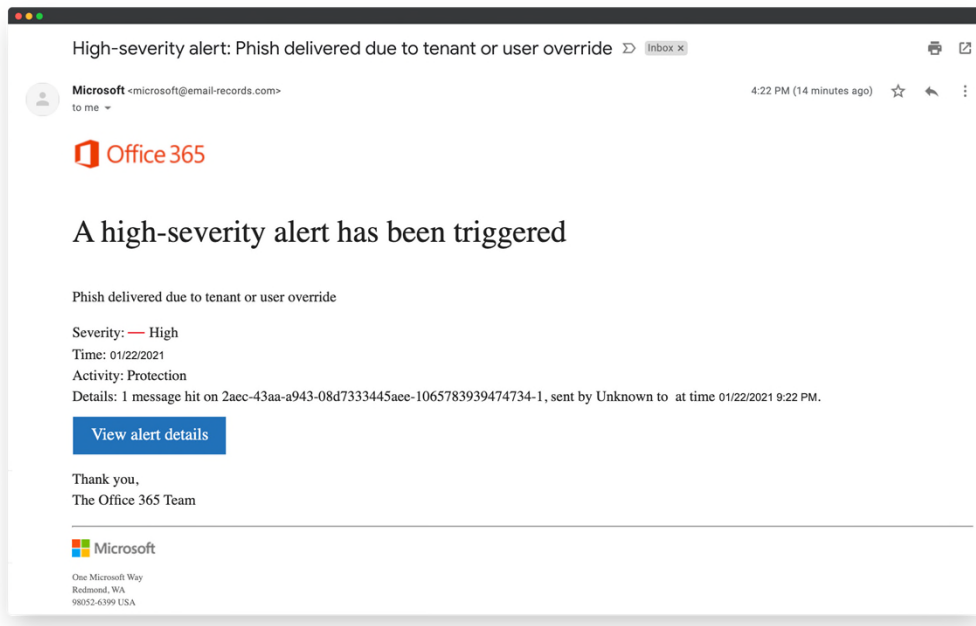 High-severity alert: Phish delivered due to tenant or user override Inbox ×
Microsoft <microsoft@email-records.com> 4:22 PM (14 minutes ago)
to me
Office 365
A high-severity alert has been triggered
Phish delivered due to tenant or user override
Severity: — High
Time: 01/22/2021
Activity: Protection
Details: 1 message hit on 2aec-43aa-a943-08d7333445aee-1065783939474734-1, sent by Unknown to at time 01/22/2021 9:22 PM.
View alert details
Thank you,
The Office 365 Team
Microsoft
One Microsoft Way
Redmond, WA
98052-6399 USA